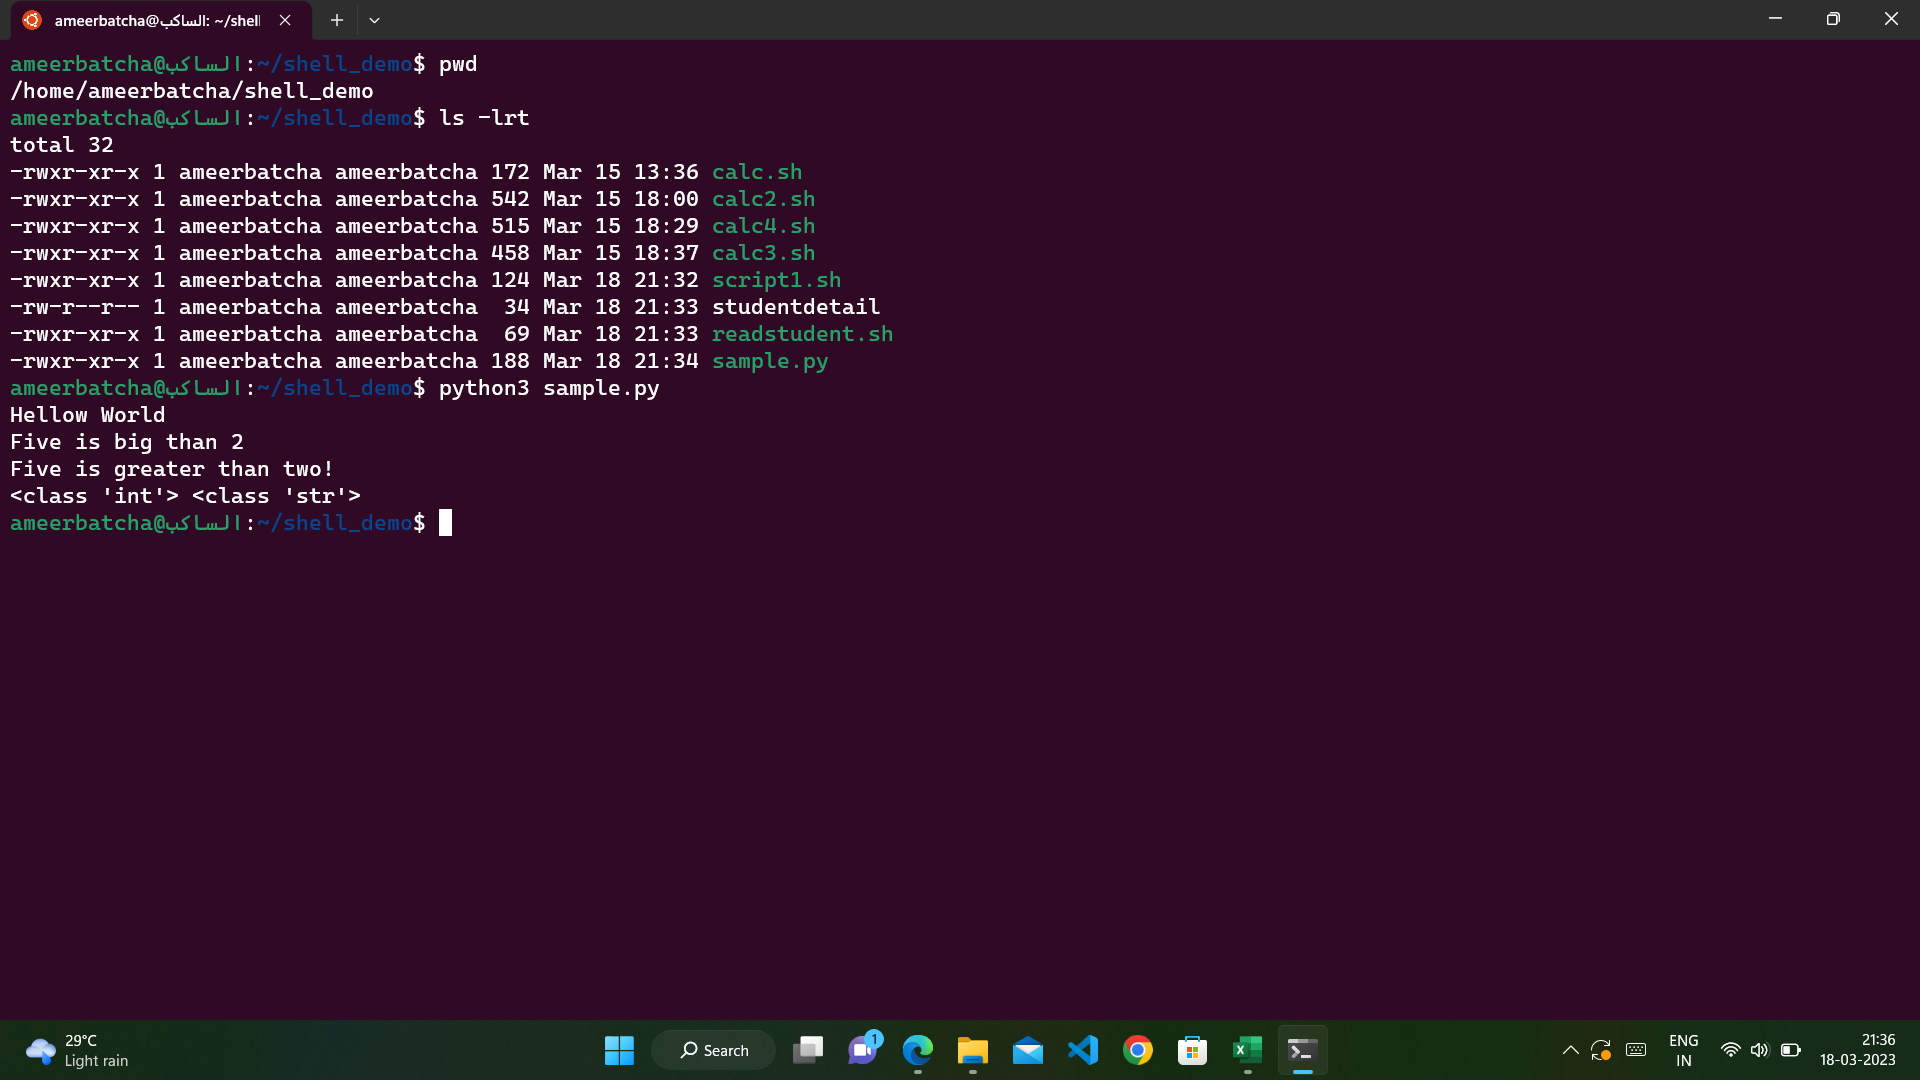 ameerbatcha@الساكب: ~/shel
ameerbatcha@الساكب:~/shell_demo$ pwd
/home/ameerbatcha/shell_demo
ameerbatcha@الساكب:~/shell_demo$ ls -lrt
total 32
-rwxr-xr-x 1 ameerbatcha ameerbatcha 172 Mar 15 13:36 calc.sh
-rwxr-xr-x 1 ameerbatcha ameerbatcha 542 Mar 15 18:00 calc2.sh
-rwxr-xr-x 1 ameerbatcha ameerbatcha 515 Mar 15 18:29 calc4.sh
-rwxr-xr-x 1 ameerbatcha ameerbatcha 458 Mar 15 18:37 calc3.sh
-rwxr-xr-x 1 ameerbatcha ameerbatcha 124 Mar 18 21:32 script1.sh
-rw-r--r-- 1 ameerbatcha ameerbatcha  34 Mar 18 21:33 studentdetail
-rwxr-xr-x 1 ameerbatcha ameerbatcha  69 Mar 18 21:33 readstudent.sh
-rwxr-xr-x 1 ameerbatcha ameerbatcha 188 Mar 18 21:34 sample.py
ameerbatcha@الساكب:~/shell_demo$ python3 sample.py
Hellow World
Five is big than 2
Five is greater than two!
<class 'int'> <class 'str'>
ameerbatcha@الساكب:~/shell_demo$
29°C
Light rain
Search
1
ENG
IN
21:36
18-03-2023